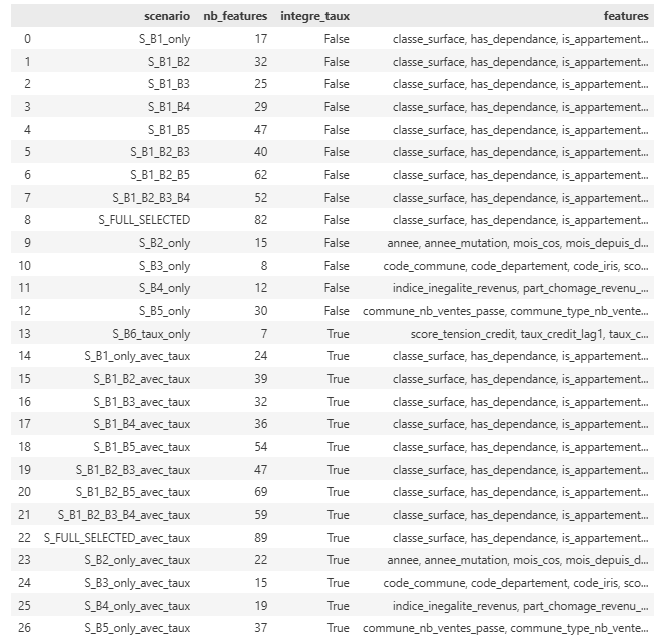 scenario nb_features integre_taux features
0 S_B1_only 17 False classe_surface, has_dependance, is_appartement...
1 S_B1_B2 32 False classe_surface, has_dependance, is_appartement...
2 S_B1_B3 25 False classe_surface, has_dependance, is_appartement...
3 S_B1_B4 29 False classe_surface, has_dependance, is_appartement...
4 S_B1_B5 47 False classe_surface, has_dependance, is_appartement...
5 S_B1_B2_B3 40 False classe_surface, has_dependance, is_appartement...
6 S_B1_B2_B5 62 False classe_surface, has_dependance, is_appartement...
7 S_B1_B2_B3_B4 52 False classe_surface, has_dependance, is_appartement...
8 S_FULL_SELECTED 82 False classe_surface, has_dependance, is_appartement...
9 S_B2_only 15 False annee, annee_mutation, mois_cos, mois_depuis_d...
10 S_B3_only 8 False code_commune, code_departement, code_iris, sco...
11 S_B4_only 12 False indice_inegalite_revenus, part_chomage_revenu_...
12 S_B5_only 30 False commune_nb_ventes_passe, commune_type_nb_vente...
13 S_B6_taux_only 7 True score_tension_credit, taux_credit_lag1, taux_c...
14 S_B1_only_avec_taux 24 True classe_surface, has_dependance, is_appartement...
15 S_B1_B2_avec_taux 39 True classe_surface, has_dependance, is_appartement...
16 S_B1_B3_avec_taux 32 True classe_surface, has_dependance, is_appartement...
17 S_B1_B4_avec_taux 36 True classe_surface, has_dependance, is_appartement...
18 S_B1_B5_avec_taux 54 True classe_surface, has_dependance, is_appartement...
19 S_B1_B2_B3_avec_taux 47 True classe_surface, has_dependance, is_appartement...
20 S_B1_B2_B5_avec_taux 69 True classe_surface, has_dependance, is_appartement...
21 S_B1_B2_B3_B4_avec_taux 59 True classe_surface, has_dependance, is_appartement...
22 S_FULL_SELECTED_avec_taux 89 True classe_surface, has_dependance, is_appartement...
23 S_B2_only_avec_taux 22 True annee, annee_mutation, mois_cos, mois_depuis_d...
24 S_B3_only_avec_taux 15 True code_commune, code_departement, code_iris, sco...
25 S_B4_only_avec_taux 19 True indice_inegalite_revenus, part_chomage_revenu_...
26 S_B5_only_avec_taux 37 True commune_nb_ventes_passe, commune_type_nb_vente...